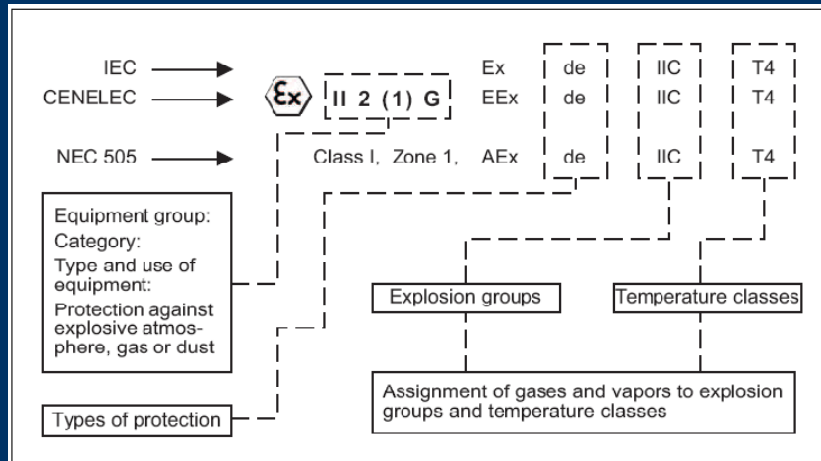 IEC Ex de IIC T4
CENELEC Ex II 2 (1) G EEx de IIC T4
NEC 505 Class I, Zone 1, AEx de IIC T4
Equipment group:
Category:
Type and use of
equipment:
Protection against
explosive atmos-
phere, gas or dust
Explosion groups
Temperature classes
Assignment of gases and vapors to explosion
groups and temperature classes
Types of protection